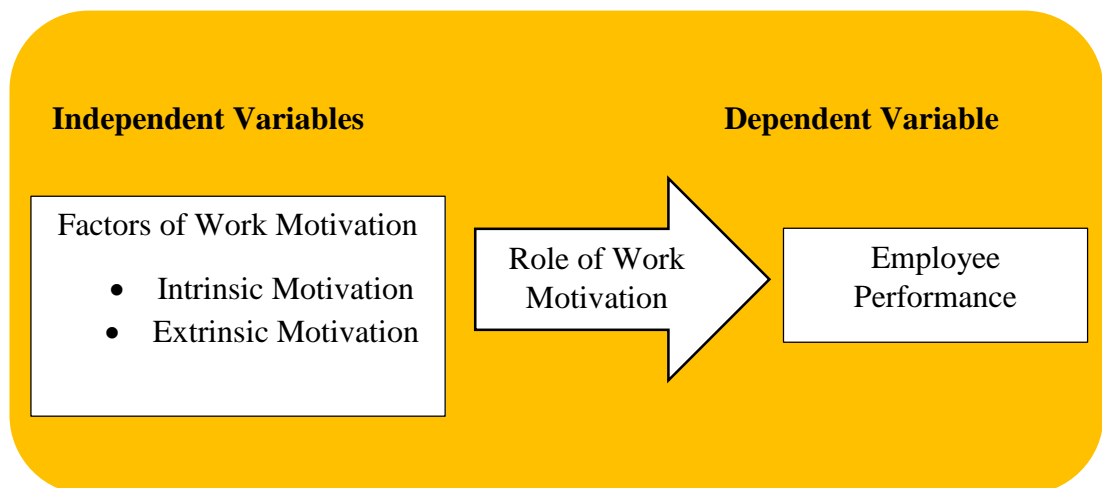 Independent Variables
Dependent Variable
Factors of Work Motivation
• Intrinsic Motivation
• Extrinsic Motivation
Role of Work
Motivation
Employee
Performance